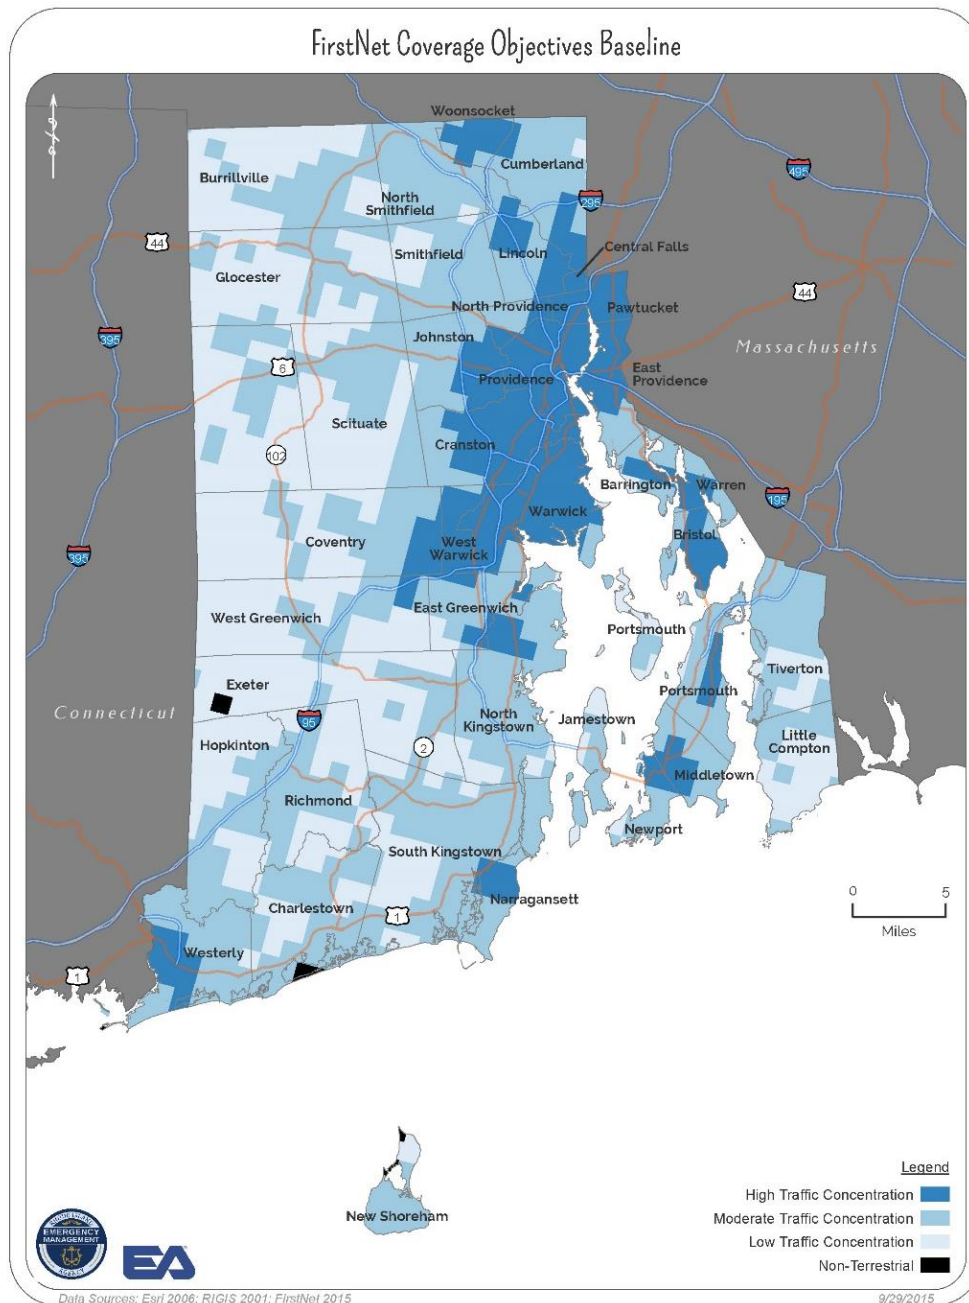 FirstNet Coverage Objectives Baseline
Woonsocket
Cumberland
Burrillville
North
Smithfield
495
295
44
Smithfield
Lincoln
Central Falls
Glocester
44
North Providence
Pawtucket
395
Johnston
Massachusetts
6
Providence
East
Providence
Scituate
102
Cranston
Barrington
Warren
195
Warwick
Coventry
West
Warwick
Bristol
395
East Greenwich
West Greenwich
Portsmouth
Tiverton
Exeter
Portsmouth
Connecticut
95
North
Kingstown
Jamestown
Little
Compton
Hopkinton
2
Middletown
Richmond
Newport
South Kingstown
0 5
Miles
Narragansett
Charlestown
1
Westerly
1
New Shoreham
Legend
High Traffic Concentration
Moderate Traffic Concentration
Low Traffic Concentration
Non-Terrestrial
RHODE ISLAND
EMERGENCY
MANAGEMENT
AGENCY
EA
Data Sources: Esri 2006; RIGIS 2001; FirstNet 2015
9/29/2015